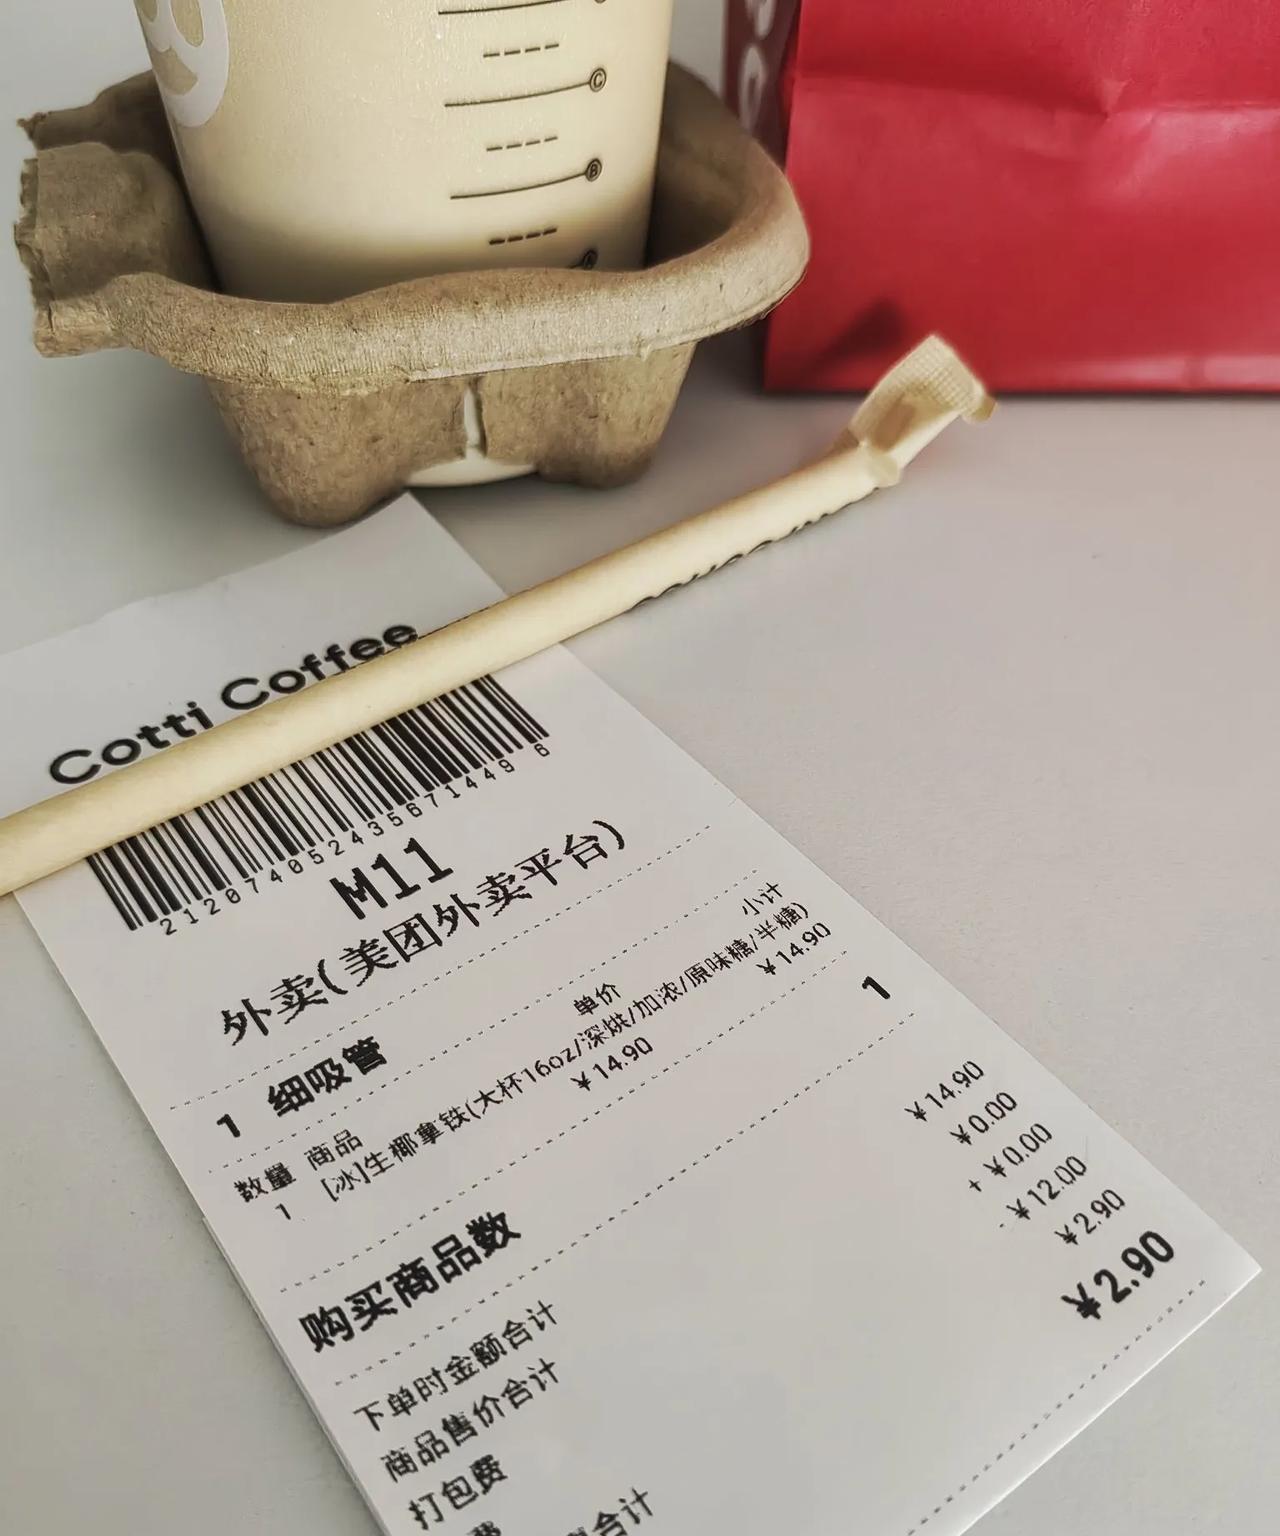 C
B
A
Cotti Coffee
2120740524356714496
M11
外卖(美团外卖平台)
1 细吸管
数量 商品 单价 小计
1 [冰]生椰拿铁(大杯16oz/深烘/加浓/原味糖/半糖)
¥14.90 ¥14.90
购买商品数 1
下单时金额合计 ¥14.90
商品售价合计 ¥0.00
打包费 + ¥0.00
- ¥12.00
合计 ¥2.90
¥2.90